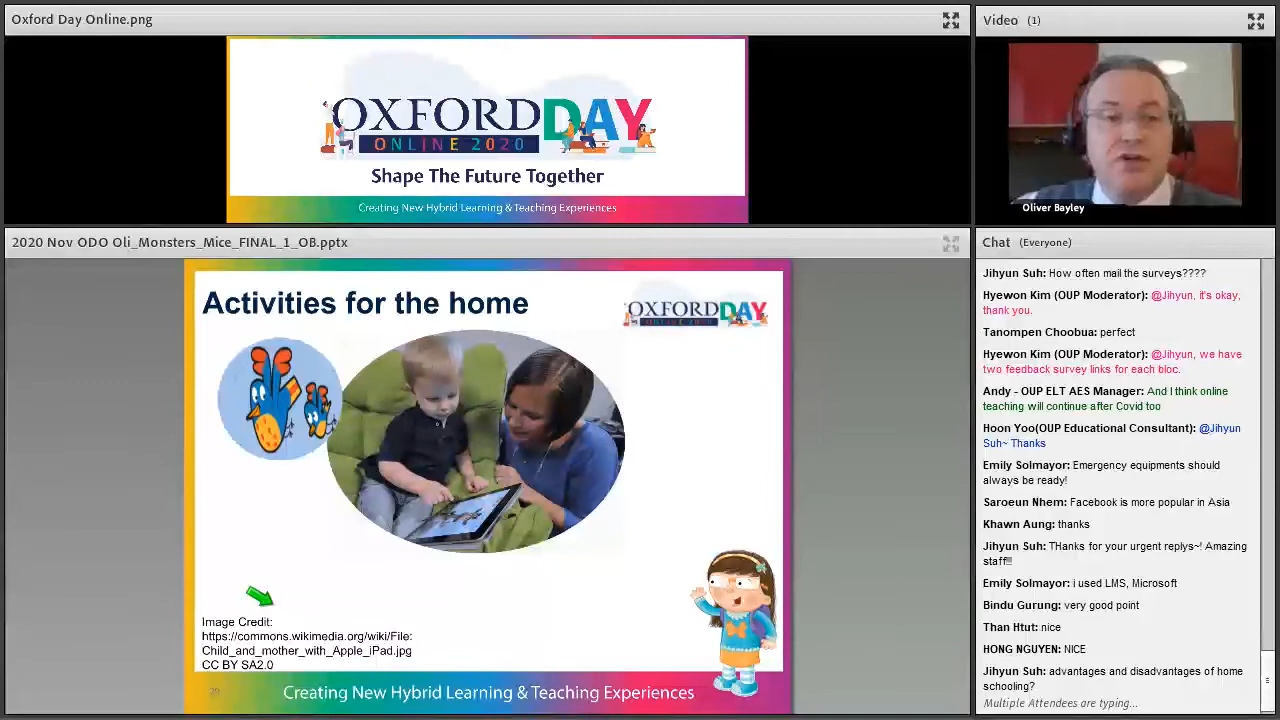 Oxford Day Online.png
OXFORD DAY
ONLINE 2020
Shape The Future Together
Creating New Hybrid Learning & Teaching Experiences
Video (1)
Oliver Bayley
2020 Nov ODO Oli_Monsters_Mice_FINAL_1_OB.pptx
Activities for the home
OXFORD DAY
ONLINE 2020
Image Credit:
https://commons.wikimedia.org/wiki/File:
Child_and_mother_with_Apple_iPad.jpg
CC BY SA2.0
20
Creating New Hybrid Learning & Teaching Experiences
Chat (Everyone)
Jihyun Suh: How often mail the surveys????
Hyewon Kim (OUP Moderator): @Jihyun, it's okay,
thank you.
Tanompen Choobua: perfect
Hyewon Kim (OUP Moderator): @Jihyun, we have
two feedback survey links for each bloc.
Andy - OUP ELT AES Manager: And I think online
teaching will continue after Covid too
Hoon Yoo(OUP Educational Consultant): @Jihyun
Suh~ Thanks
Emily Solmayor: Emergency equipments should
always be ready!
Saroeun Nhem: Facebook is more popular in Asia
Khawn Aung: thanks
Jihyun Suh: THanks for your urgent replys~! Amazing
staff!!!
Emily Solmayor: i used LMS, Microsoft
Bindu Gurung: very good point
Than Htut: nice
HONG NGUYEN: NICE
Jihyun Suh: advantages and disadvantages of home
schooling?
Multiple Attendees are typing...